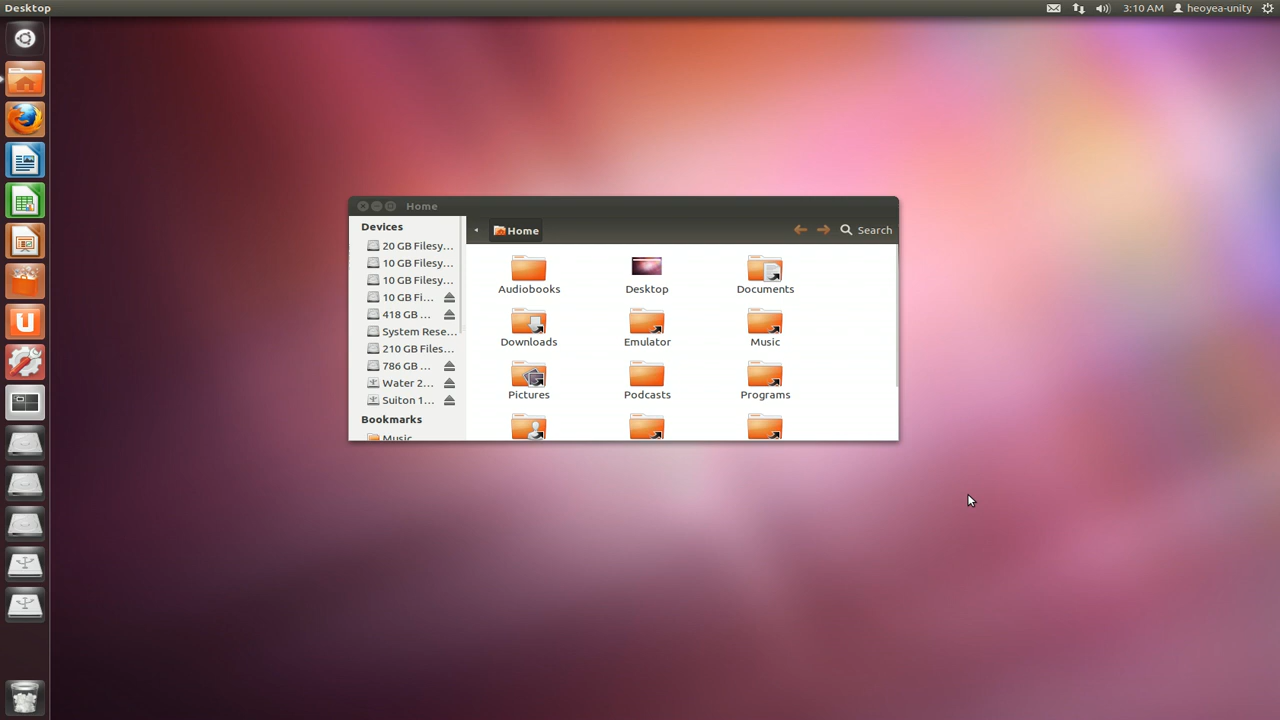 Desktop
3:10 AM heoyea-unity
Home
Devices
20 GB Filesy...
10 GB Filesy...
10 GB Filesy...
10 GB Fi...
418 GB ...
System Rese...
210 GB Files...
786 GB ...
Water 2...
Suiton 1...
Bookmarks
Music
Home Search
Audiobooks Desktop Documents
Downloads Emulator Music
Pictures Podcasts Programs